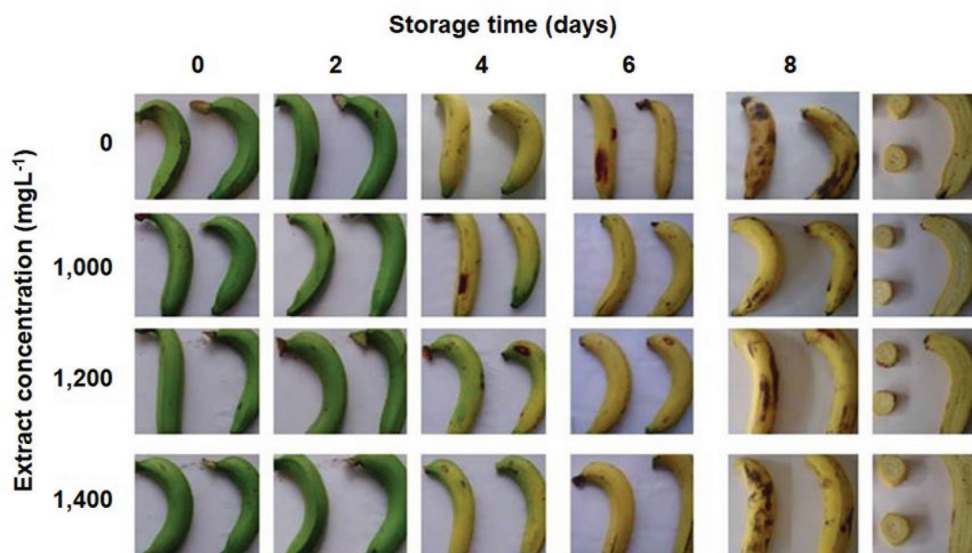 Storage time (days)
0 2 4 6 8
Extract concentration (mgL-1)
0
1,000
1,200
1,400